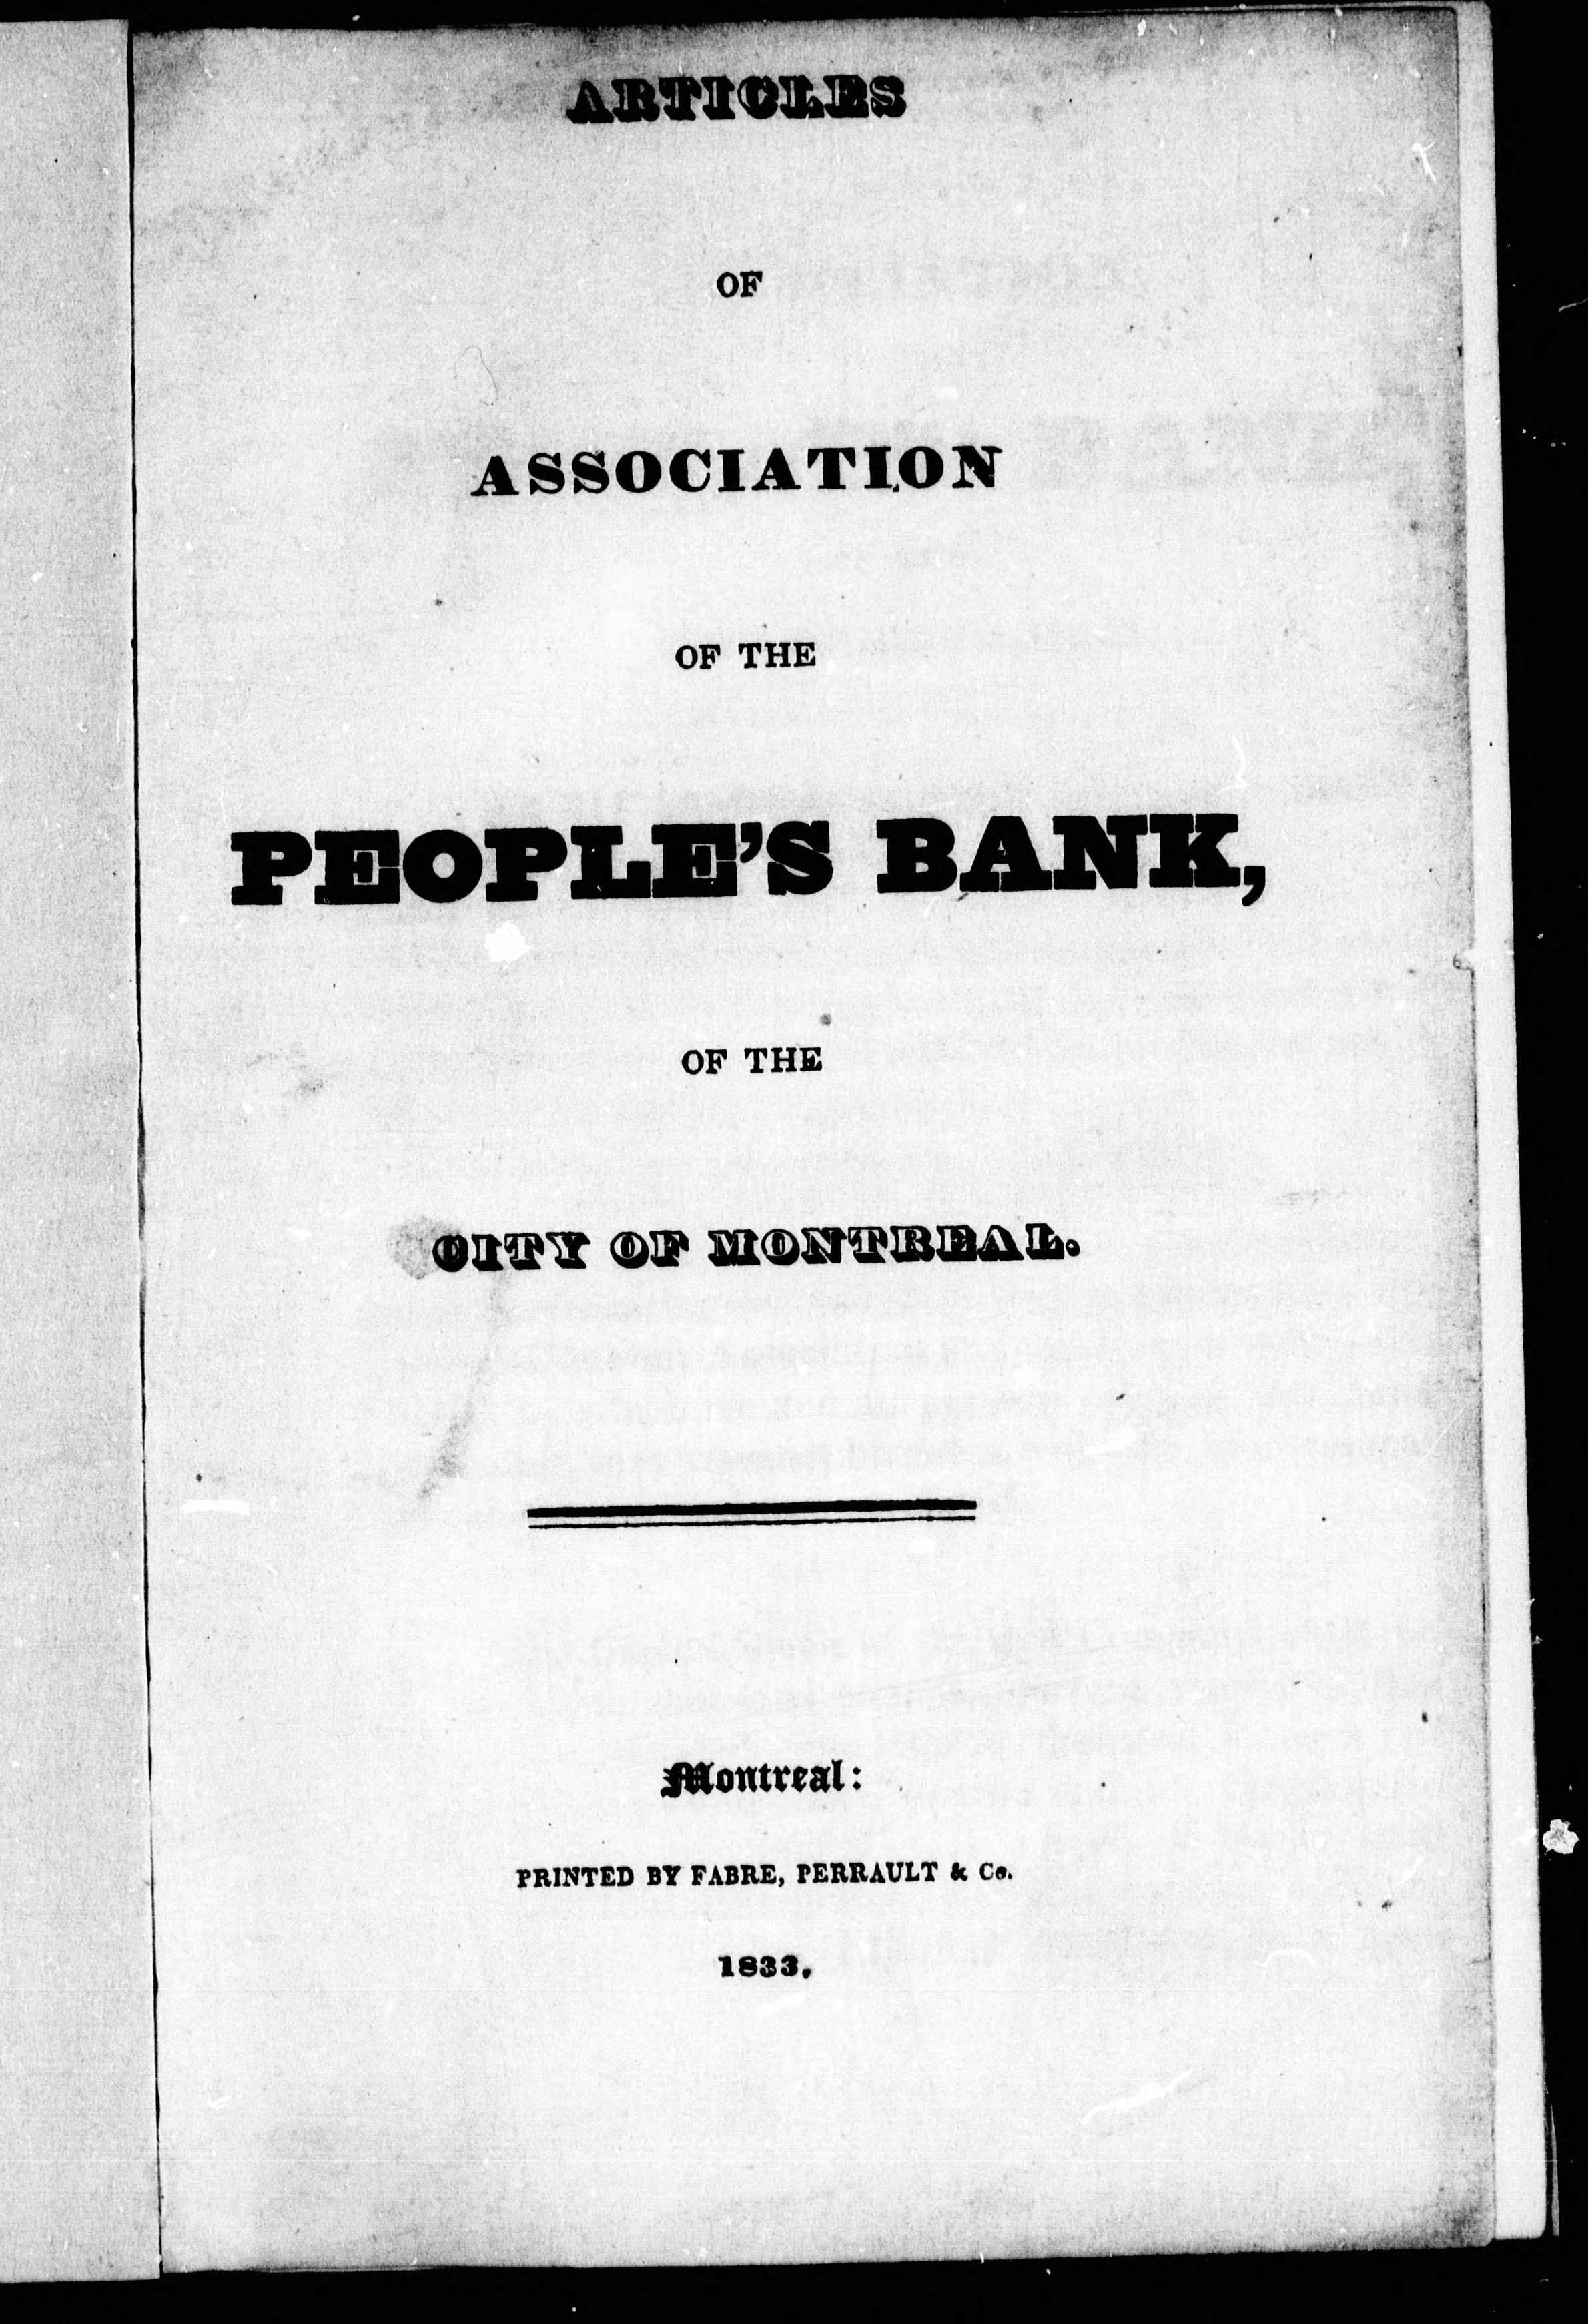 ARTICLES
OF
ASSOCIATION
OF THE
PEOPLE'S BANK,
OF THE
CITY OF MONTREAL.
Montreal:
PRINTED BY FABRE, PERRAULT & Co.
1833.